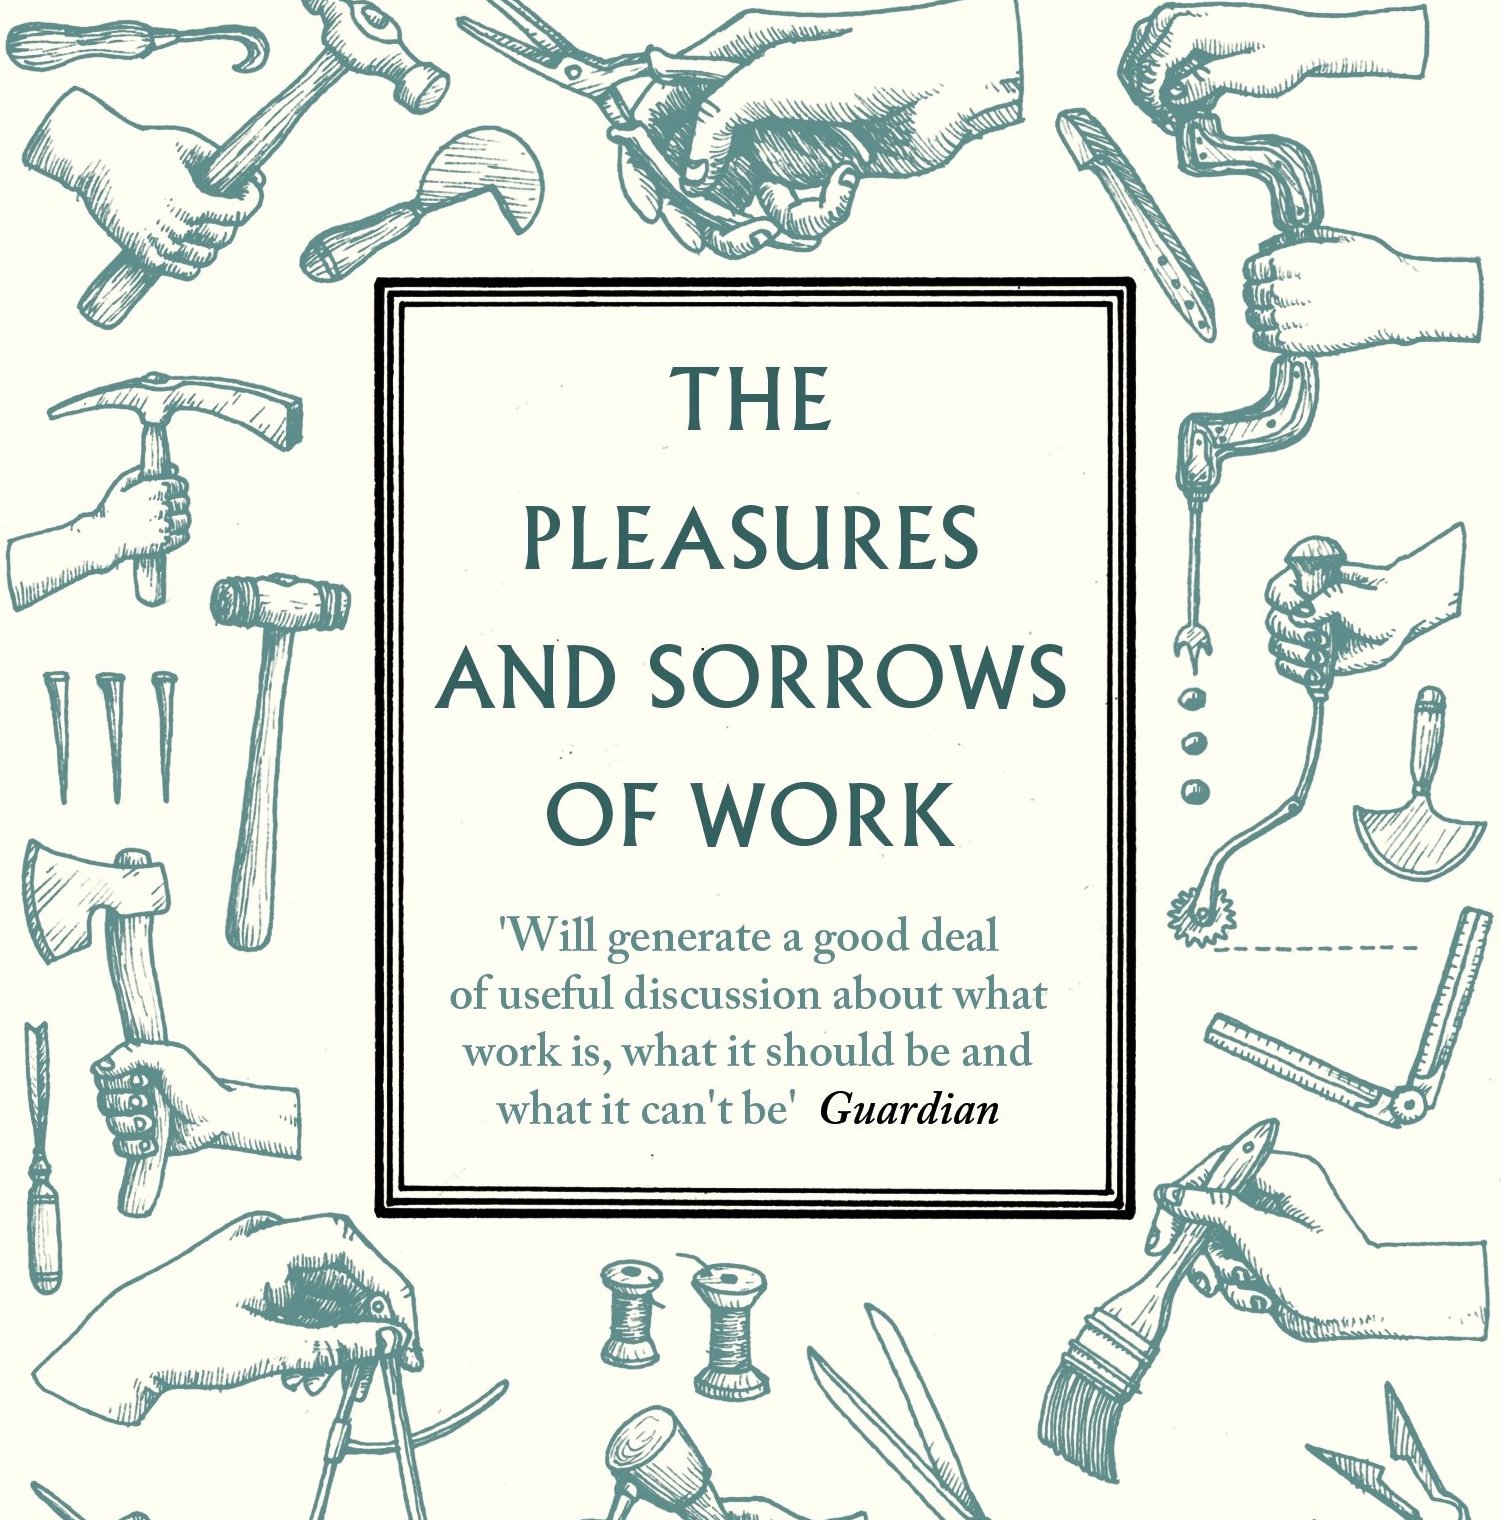 THE
PLEASURES
AND SORROWS
OF WORK
'Will generate a good deal
of useful discussion about what
work is, what it should be and
what it can't be' Guardian